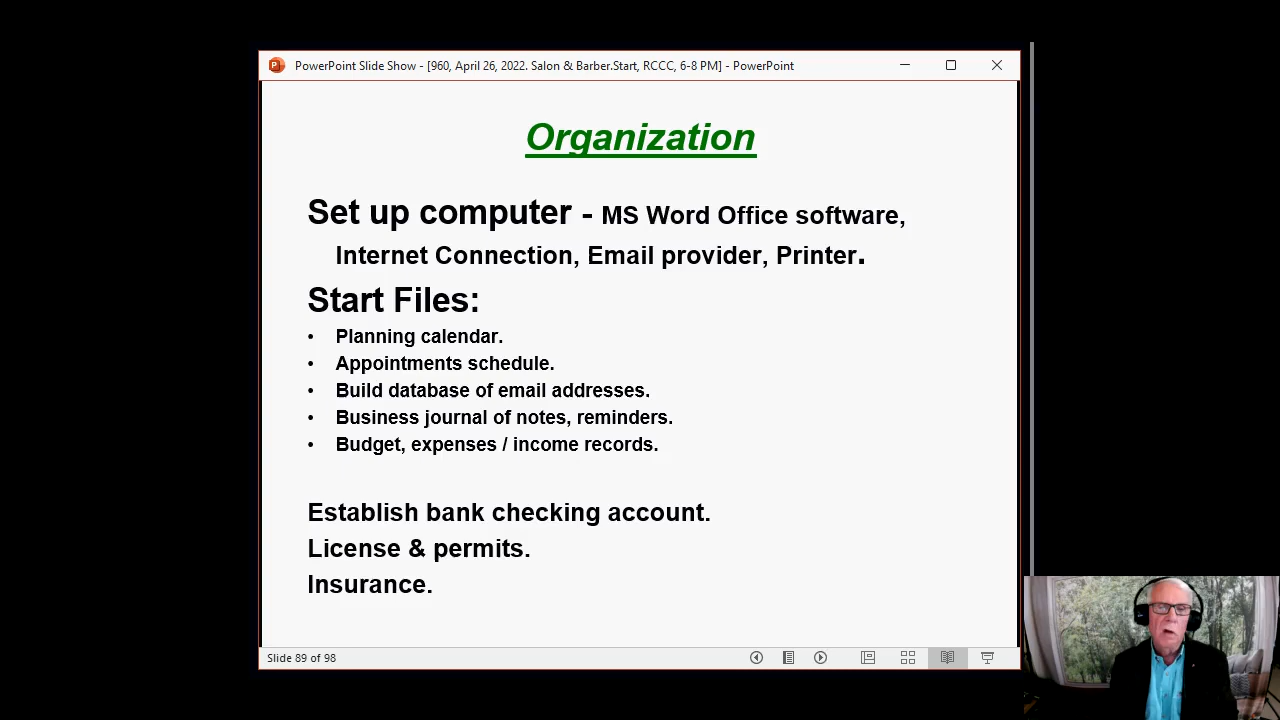 PowerPoint Slide Show - [960, April 26, 2022. Salon & Barber.Start, RCCC, 6-8 PM] - PowerPoint
Organization
Set up computer - MS Word Office software,
Internet Connection, Email provider, Printer.
Start Files:
• Planning calendar.
• Appointments schedule.
• Build database of email addresses.
• Business journal of notes, reminders.
• Budget, expenses / income records.
Establish bank checking account.
License & permits.
Insurance.
Slide 89 of 98